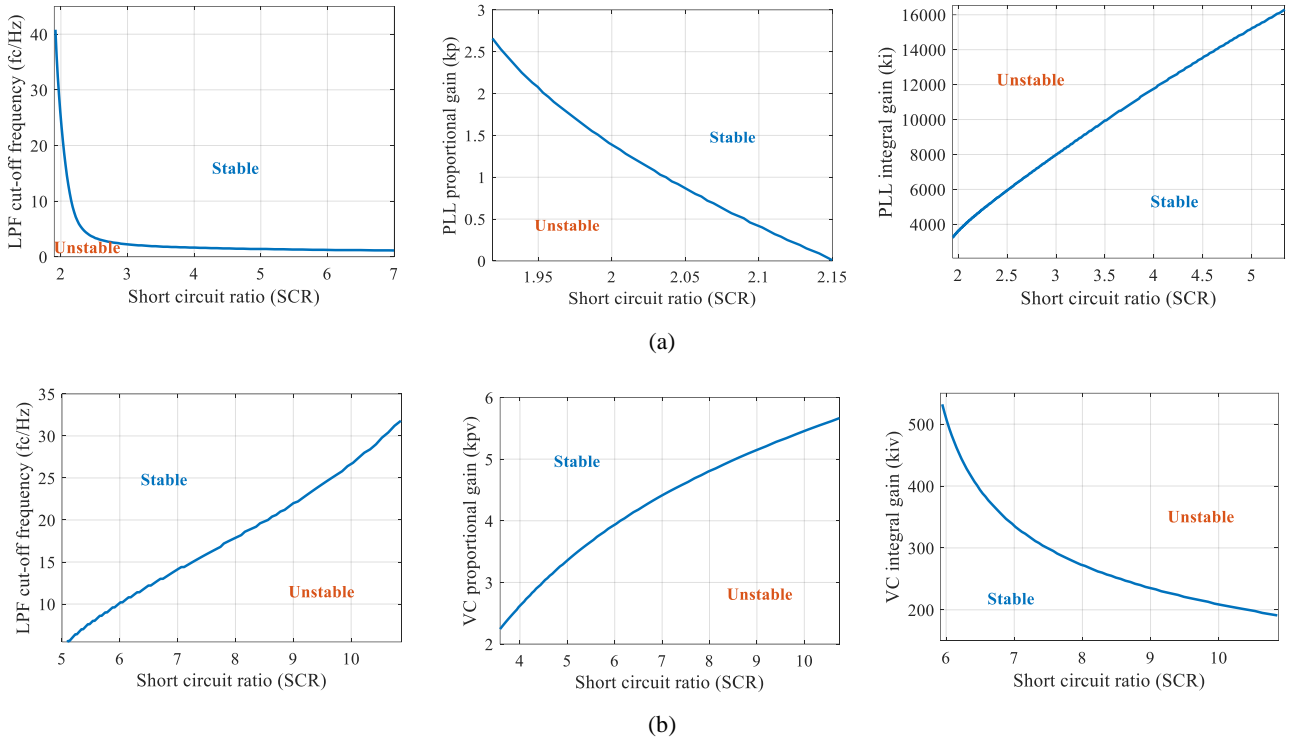 LPF cut-off frequency (fc/Hz)
40
30
20
10
0
Stable
Unstable
2
3
4
5
6
7
Short circuit ratio (SCR)
PLL proportional gain (kp)
3
2.5
2
1.5
1
0.5
0
Stable
Unstable
1.95
2
2.05
2.1
2.15
Short circuit ratio (SCR)
PLL integral gain (ki)
16000
14000
12000
10000
8000
6000
4000
Unstable
Stable
2
2.5
3
3.5
4
4.5
5
Short circuit ratio (SCR)
(a)
LPF cut-off frequency (fc/Hz)
35
30
25
20
15
10
Stable
Unstable
5
6
7
8
9
10
Short circuit ratio (SCR)
VC proportional gain (kpv)
6
5
4
3
2
Stable
Unstable
4
5
6
7
8
9
10
Short circuit ratio (SCR)
VC integral gain (kiv)
500
400
300
200
Unstable
Stable
6
7
8
9
10
Short circuit ratio (SCR)
(b)